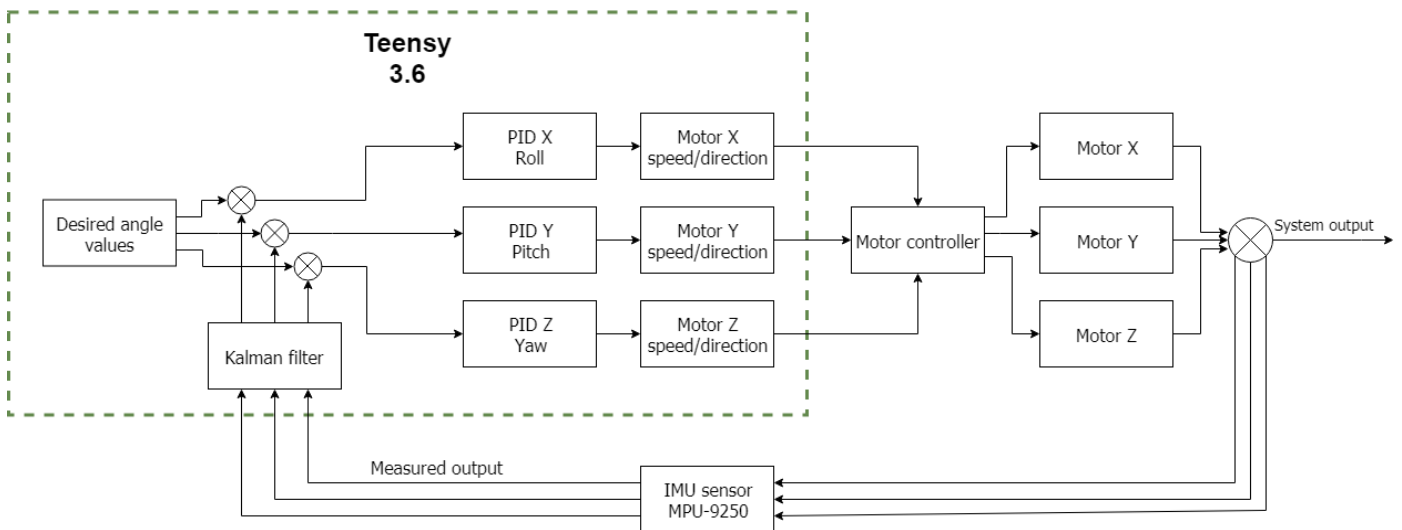 Teensy
3.6
PID X
Roll
Motor X
speed/direction
Motor X
Desired angle
values
PID Y
Pitch
Motor Y
speed/direction
Motor controller
Motor Y
System output
PID Z
Yaw
Motor Z
speed/direction
Motor Z
Kalman filter
Measured output
IMU sensor
MPU-9250